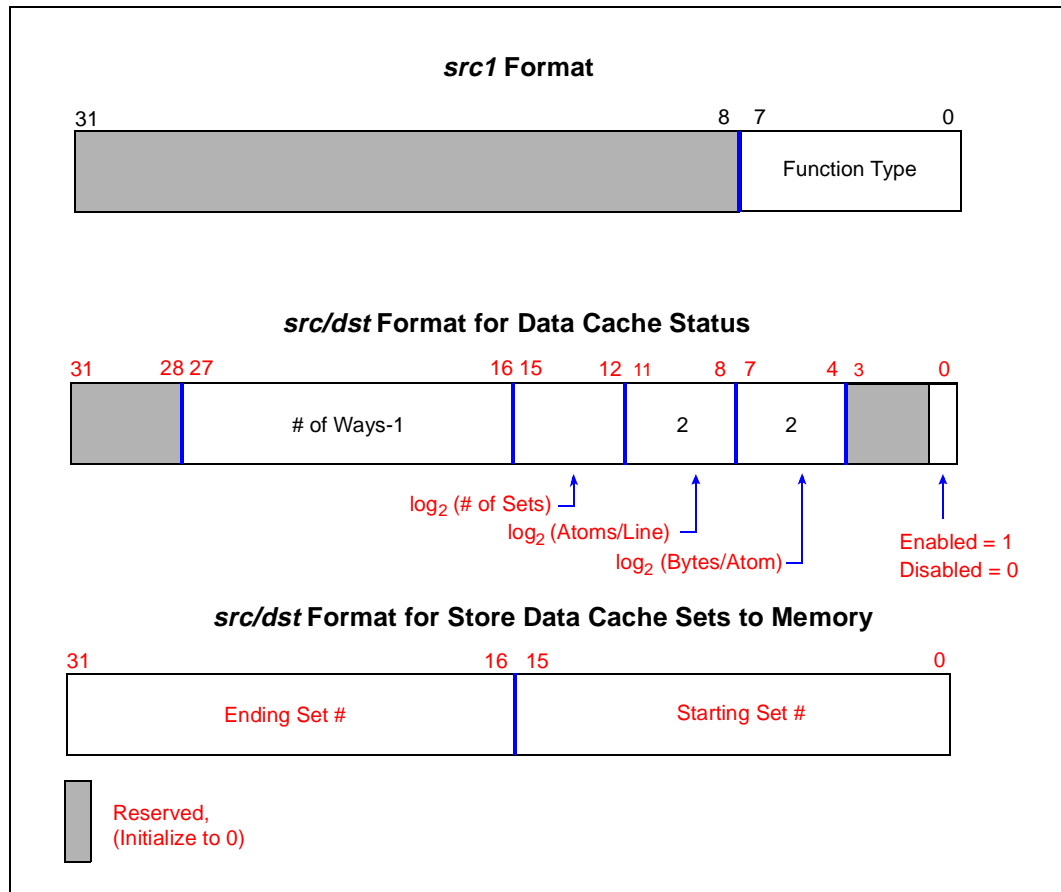 src1 Format
31 8 7 0
Function Type
src/dst Format for Data Cache Status
31 28 27 16 15 12 11 8 7 4 3 0
# of Ways-1 2 2
log2 (# of Sets)
log2 (Atoms/Line)
log2 (Bytes/Atom)
Enabled = 1
Disabled = 0
src/dst Format for Store Data Cache Sets to Memory
31 16 15 0
Ending Set # Starting Set #
Reserved,
(Initialize to 0)